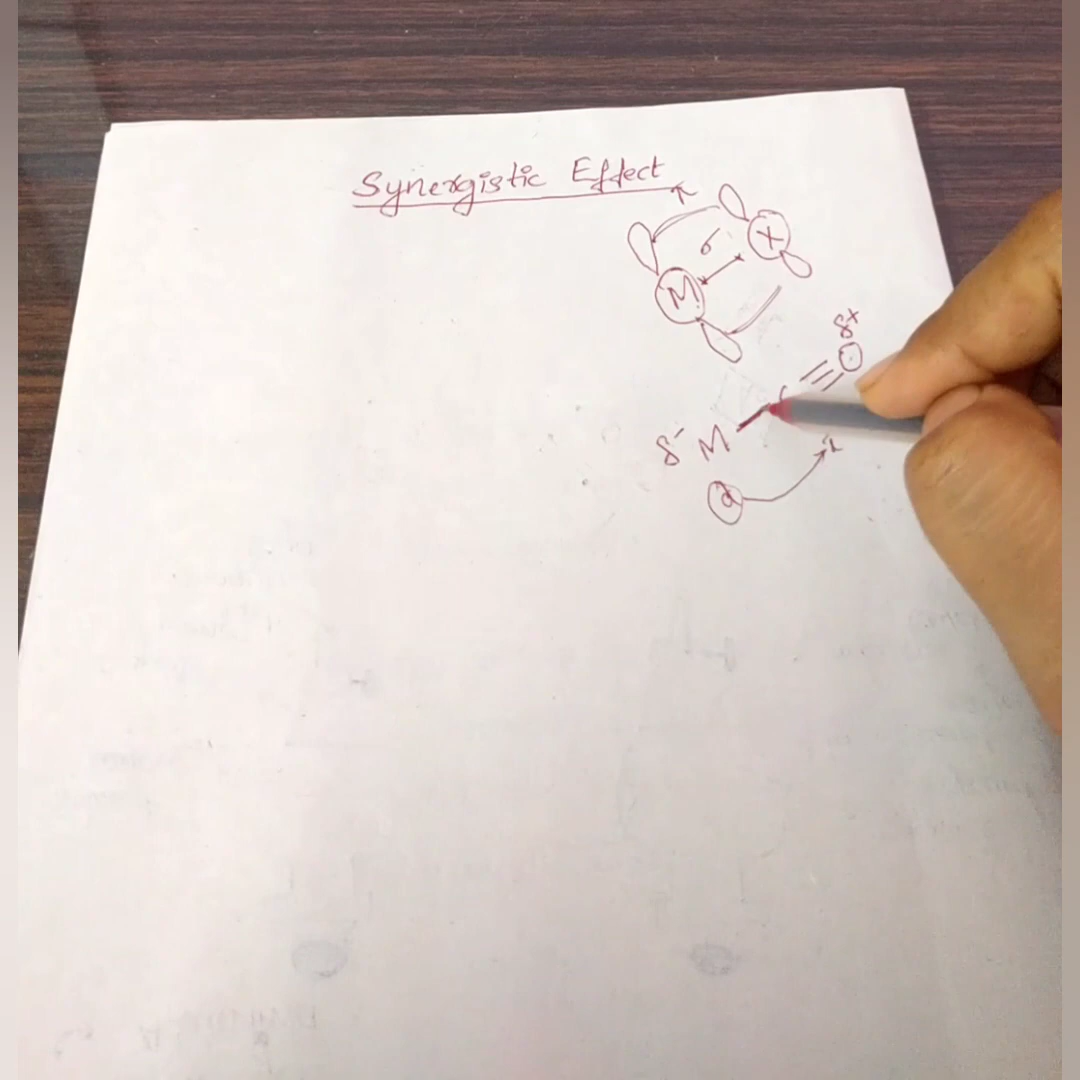 Synergistic Effect
X
σ
M
δ+
≡O
δ- M
d